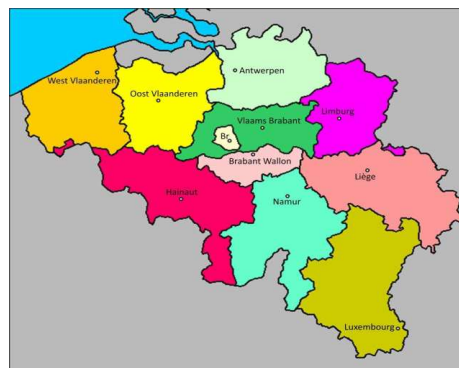 Antwerpen
West Vlaanderen
Oost Vlaanderen
Limburg
Vlaams Brabant
Br.
Brabant Wallon
Liège
Hainaut
Namur
Luxembourg